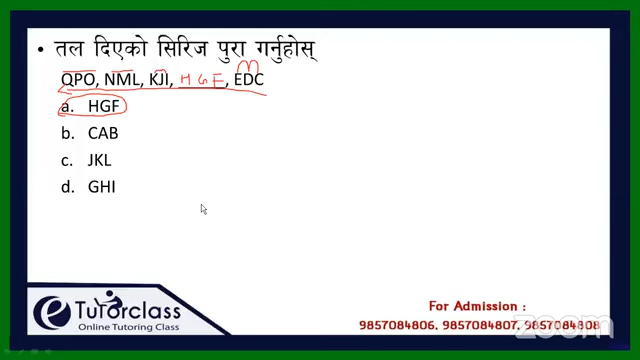 • तल दिएको सिरिज पुरा गर्नुहोस्
QPO, NML, KJI, HGF, EDC
a. HGF
b. CAB
c. JKL
d. GHI
e Tutorclass
Online Tutoring Class
For Admission :
9857084806, 9857084807, 9857084808
zoom